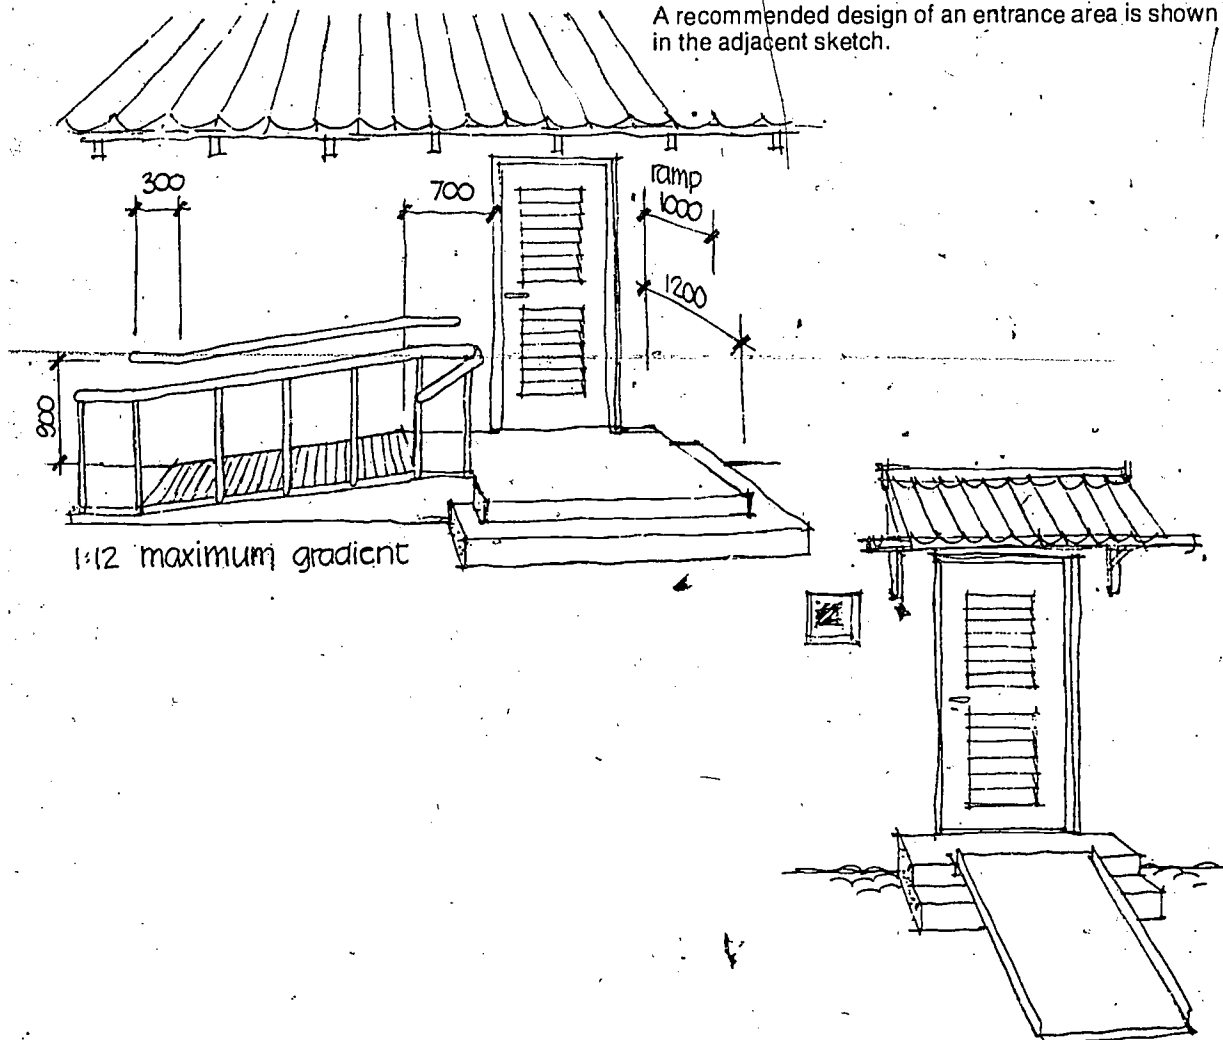 A recommended design of an entrance area is shown
in the adjacent sketch.
300
700
ramp
1000
1200
900
1:12 maximum gradient